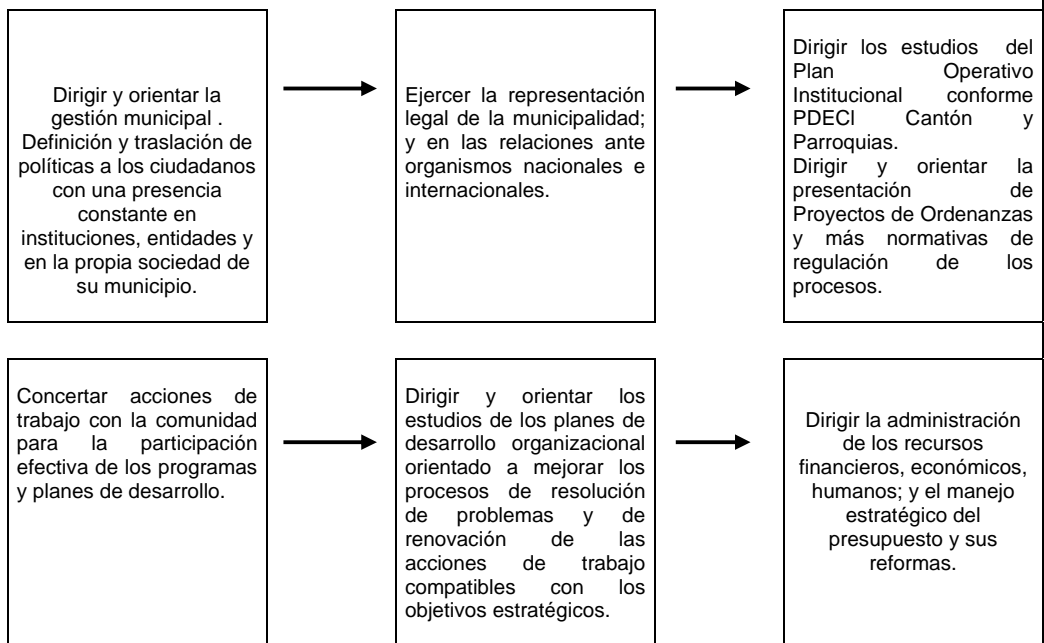 Dirigir y orientar la
gestión municipal .
Definición y traslación de
políticas a los ciudadanos
con una presencia
constante en
instituciones, entidades y
en la propia sociedad de
su municipio.
Ejercer la representación
legal de la municipalidad;
y en las relaciones ante
organismos nacionales e
internacionales.
Dirigir los estudios del
Plan Operativo
Institucional conforme
PDECI Cantón y
Parroquias.
Dirigir y orientar la
presentación de
Proyectos de Ordenanzas
y más normativas de
regulación de los
procesos.
Concertar acciones de
trabajo con la comunidad
para la participación
efectiva de los programas
y planes de desarrollo.
Dirigir y orientar los
estudios de los planes de
desarrollo organizacional
orientado a mejorar los
procesos de resolución
de problemas y de
renovación de las
acciones de trabajo
compatibles con los
objetivos estratégicos.
Dirigir la administración
de los recursos
financieros, económicos,
humanos; y el manejo
estratégico del
presupuesto y sus
reformas.